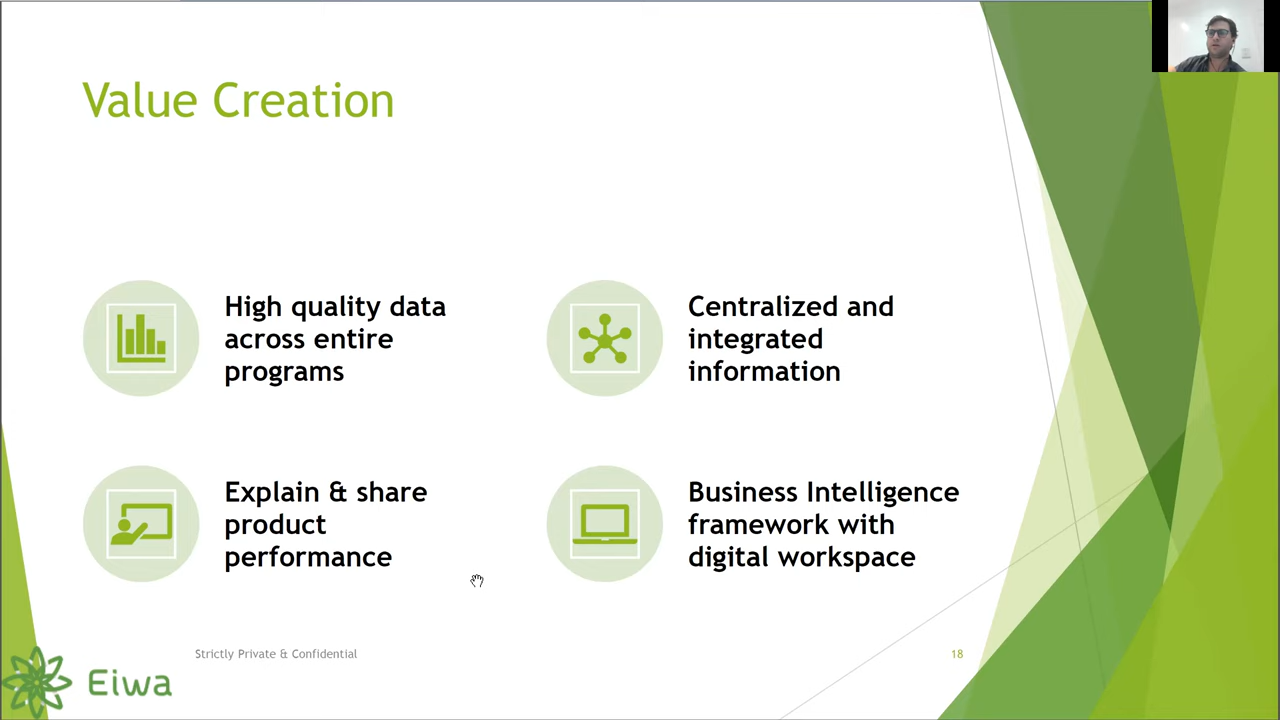 Value Creation
High quality data
across entire
programs
Centralized and
integrated
information
Explain & share
product
performance
Business Intelligence
framework with
digital workspace
Strictly Private & Confidential
18
Eiwa